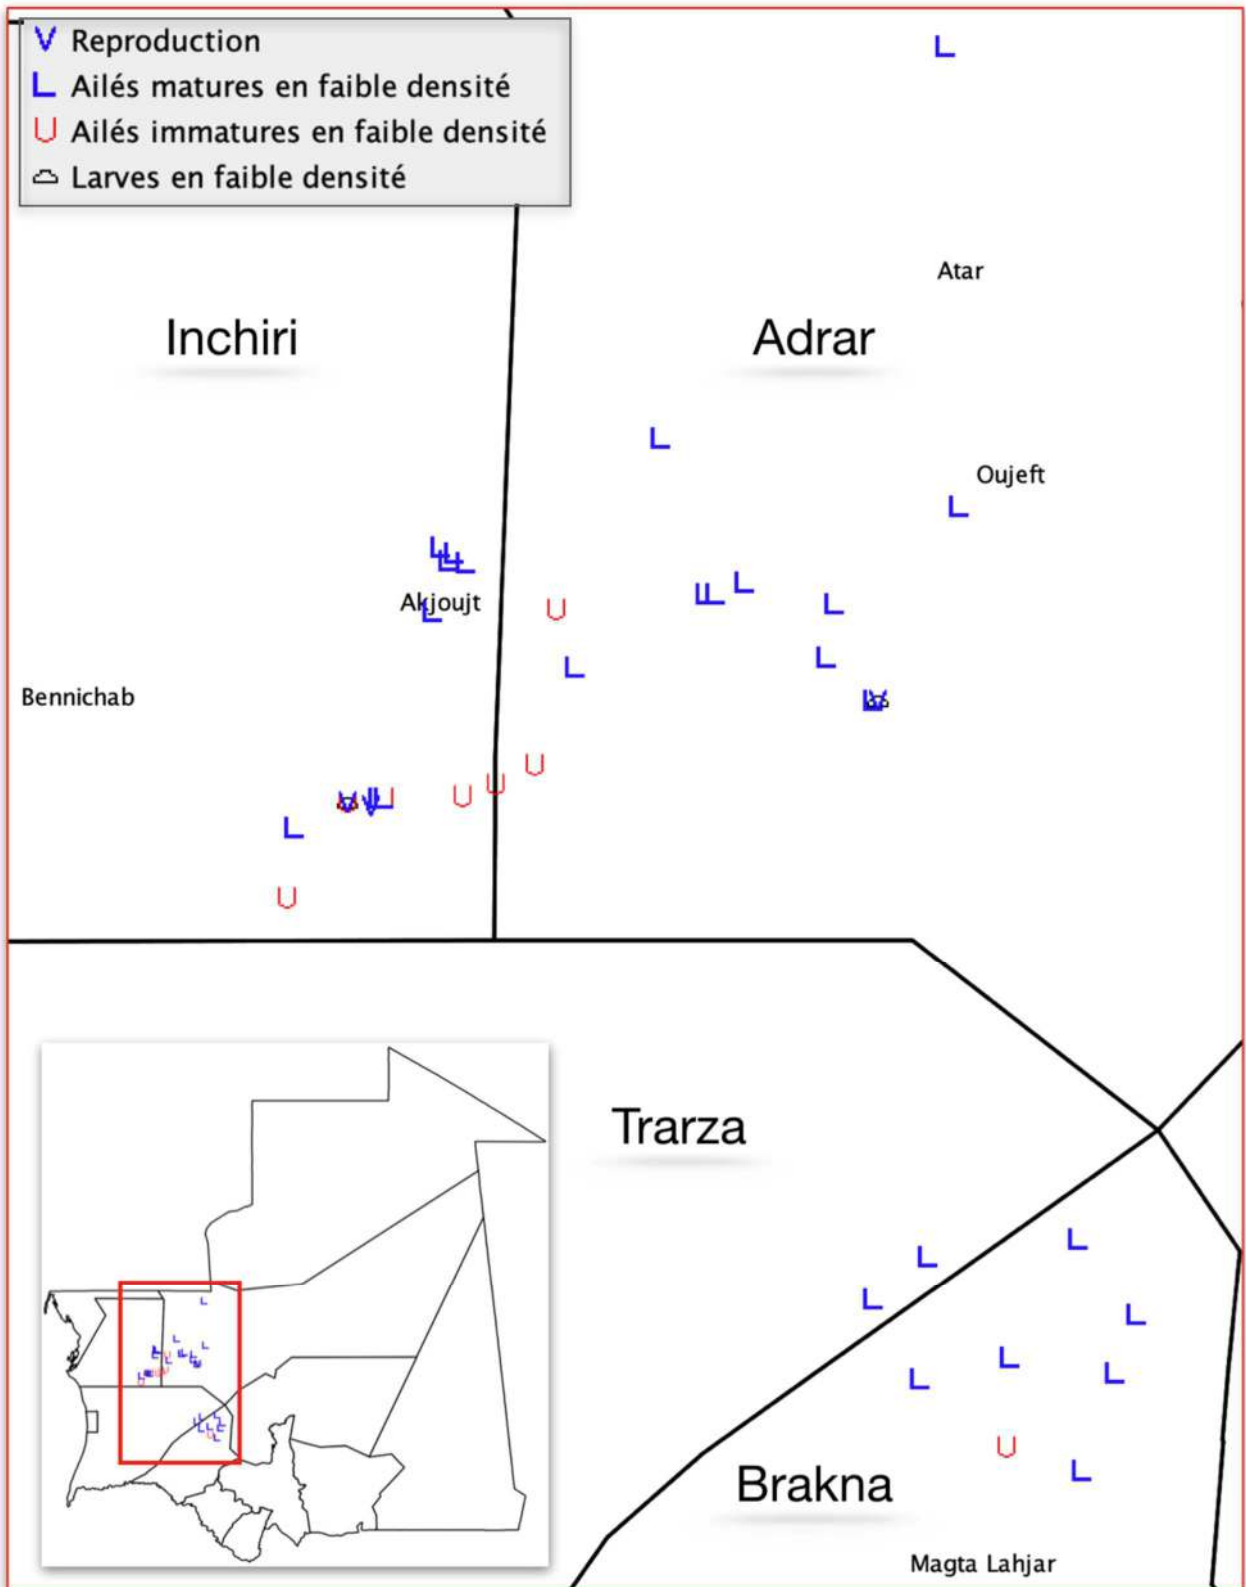 Reproduction
Ailés matures en faible densité
Ailés immatures en faible densité
Larves en faible densité
Atar
Inchiri
Adrar
Oujeft
Akjoujt
Bennichab
Trarza
Brakna
Magta Lahjar